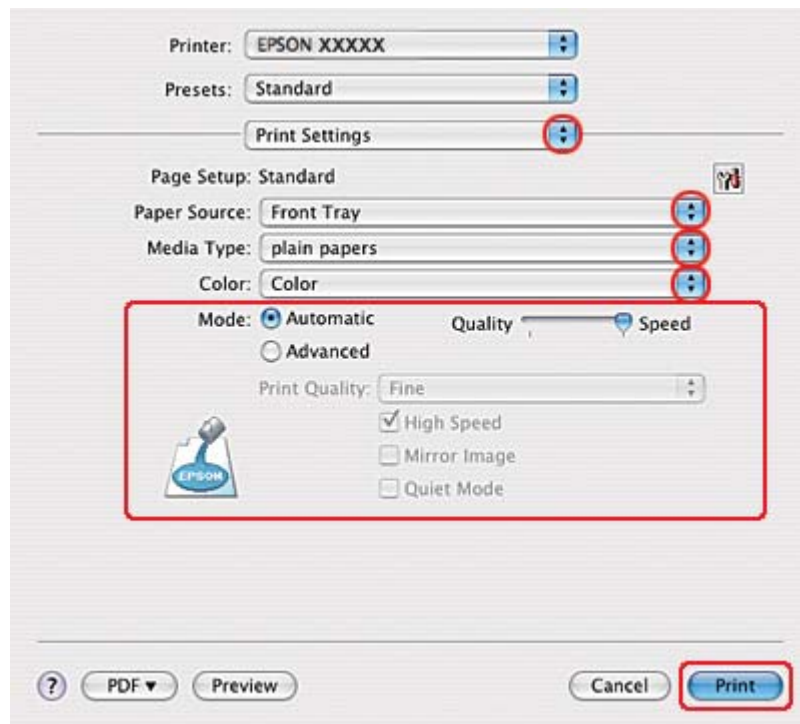 Printer: EPSON XXXXX
Presets: Standard
Print Settings
Page Setup: Standard
Paper Source: Front Tray
Media Type: plain papers
Color: Color
Mode: Automatic Quality Speed
Advanced
Print Quality: Fine
High Speed
Mirror Image
EPSON
Quiet Mode
? PDF ▼ Preview Cancel Print